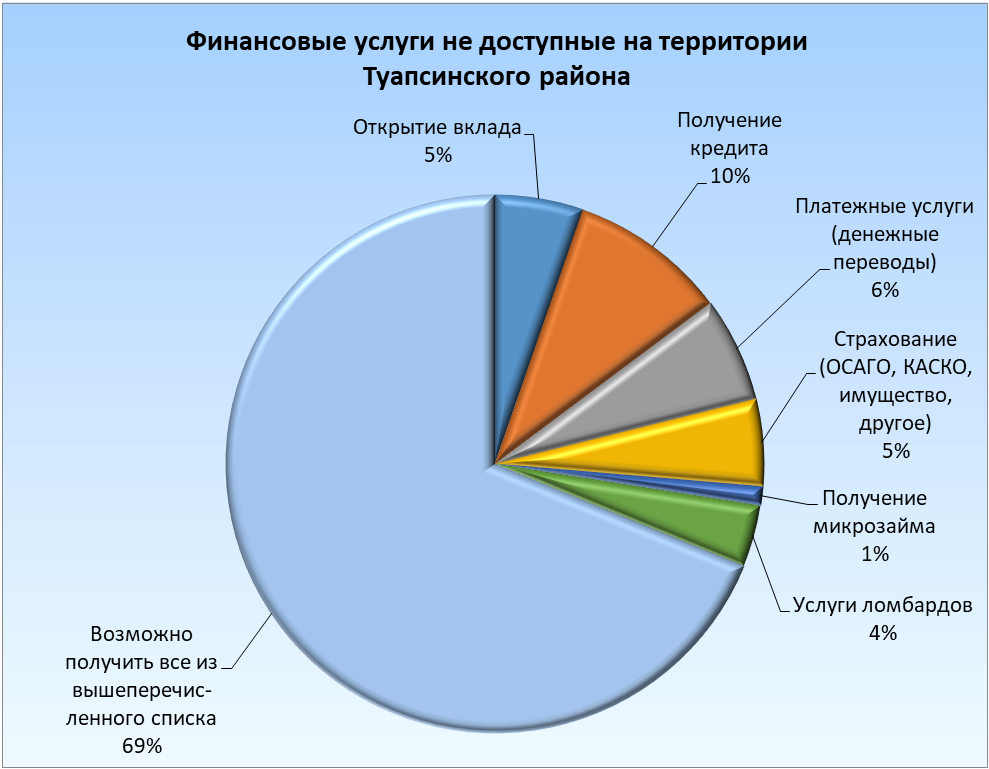 Финансовые услуги не доступные на территории
Туапсинского района
Открытие вклада
5%
Получение
кредита
10%
Платежные услуги
(денежные
переводы)
6%
Страхование
(ОСАГО, КАСКО,
имущество,
другое)
5%
Получение
микрозайма
1%
Услуги ломбардов
4%
Возможно
получить все из
вышеперечис-
ленного списка
69%